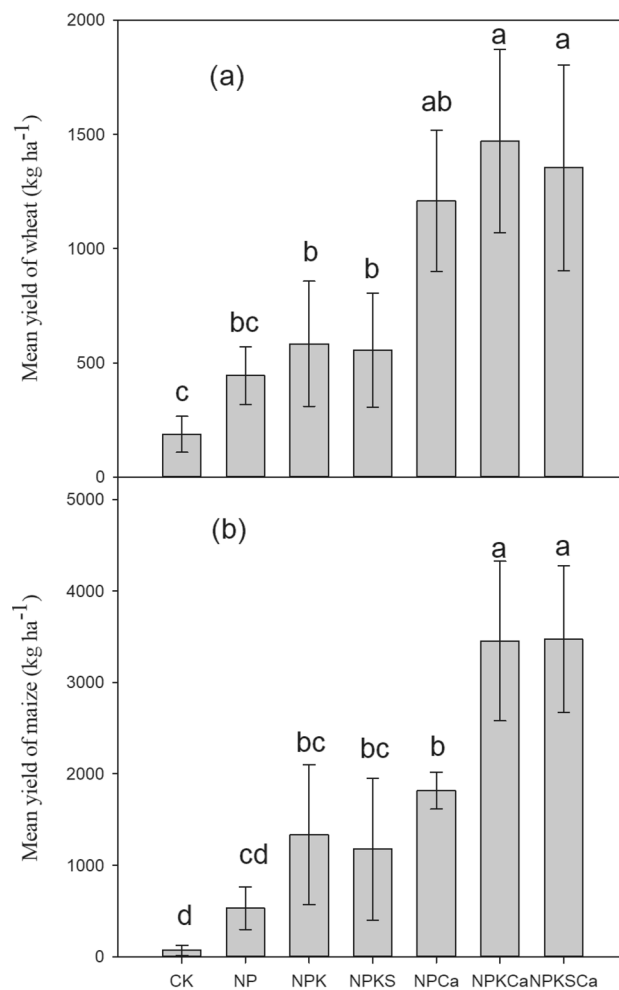 2000
(a)
a
a
1500
ab
Mean yield of wheat (kg ha⁻¹)
1000
b
b
bc
500
c
0
5000
(b)
a
a
4000
Mean yield of maize (kg ha⁻¹)
3000
bc
bc
b
2000
cd
1000
d
0
CK NP NPK NPKS NPCa NPKCa NPKSCa